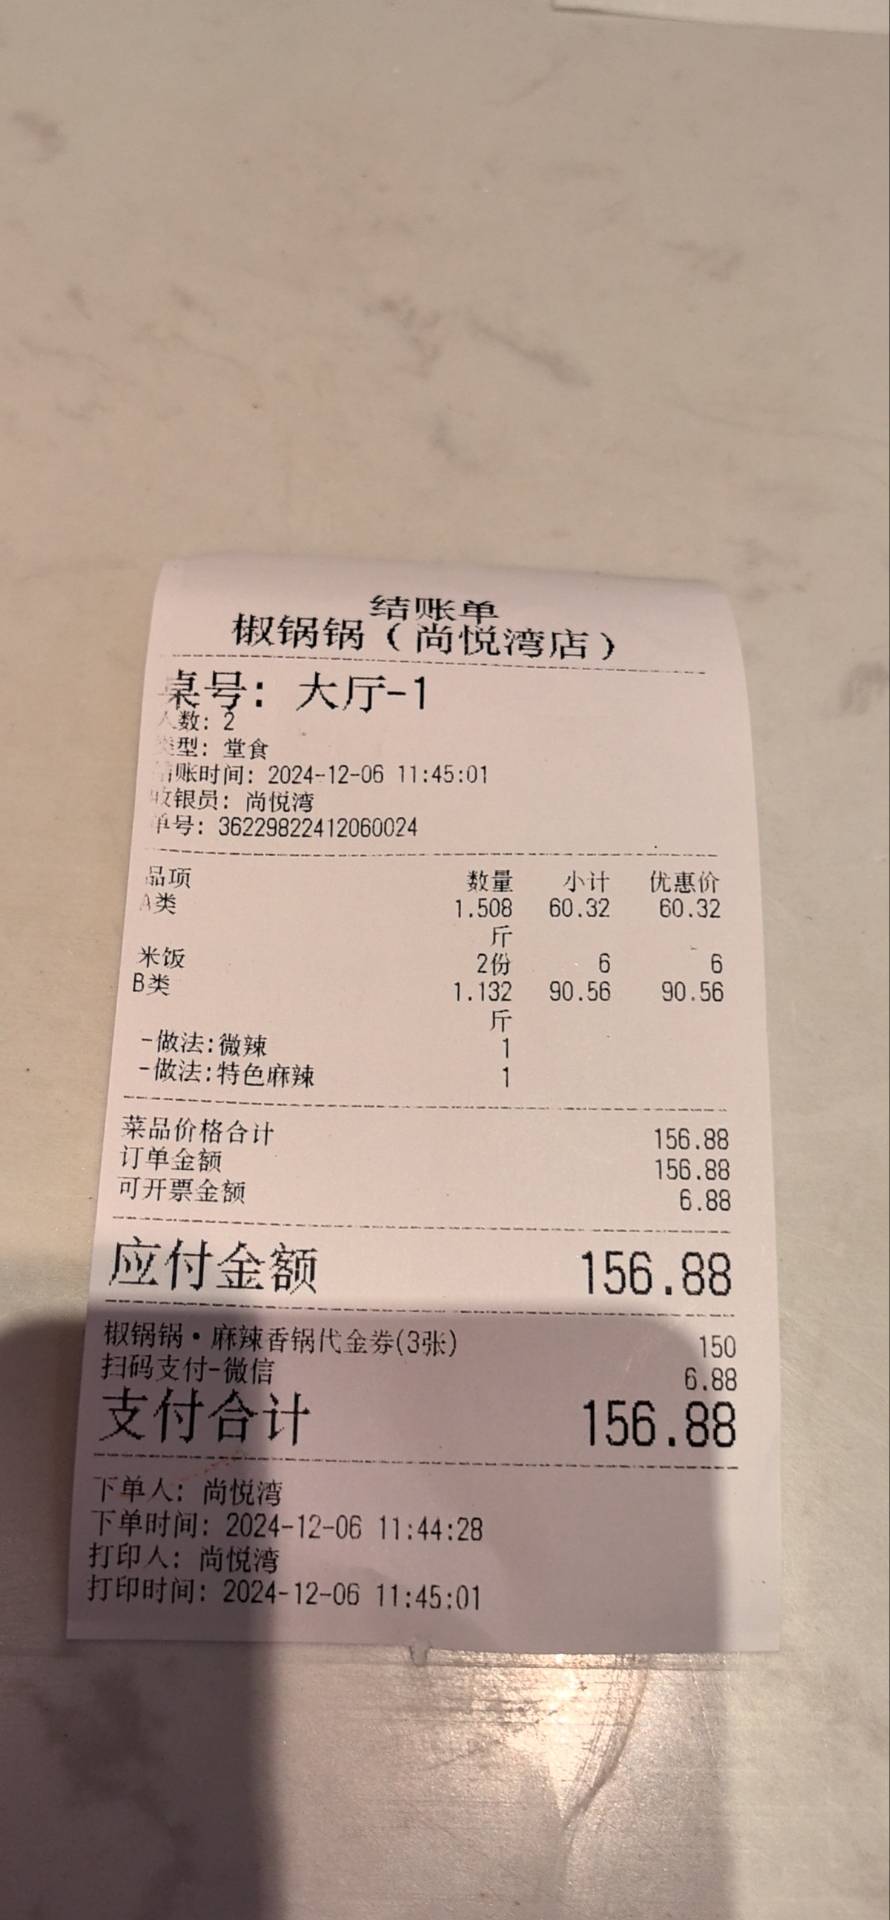 结账单
椒锅锅（尚悦湾店）
桌号：大厅-1
人数：2
类型：堂食
结账时间：2024-12-06 11:45:01
收银员：尚悦湾
单号：36229822412060024
品项 数量 小计 优惠价
A类 1.508 60.32 60.32
斤
米饭 2份 6 6
B类 1.132 90.56 90.56
斤
-做法:微辣 1
-做法:特色麻辣 1
菜品价格合计 156.88
订单金额 156.88
可开票金额 6.88
应付金额 156.88
椒锅锅·麻辣香锅代金券(3张) 150
扫码支付-微信 6.88
支付合计 156.88
下单人：尚悦湾
下单时间：2024-12-06 11:44:28
打印人：尚悦湾
打印时间：2024-12-06 11:45:01